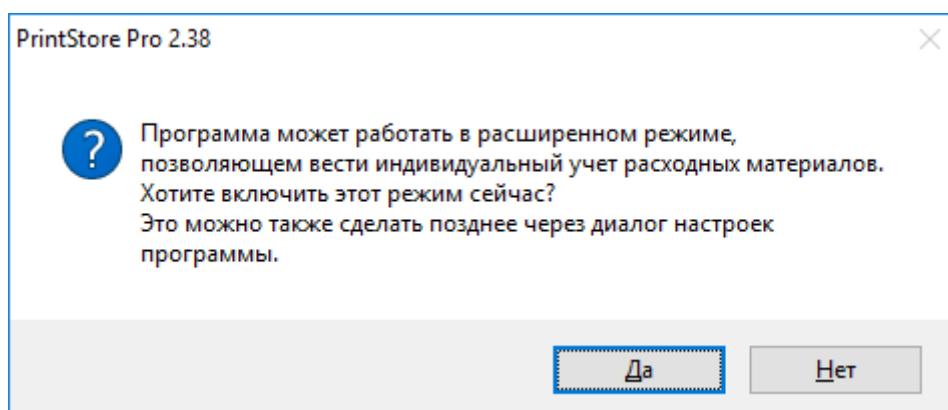 PrintStore Pro 2.38
Программа может работать в расширенном режиме,
позволяющем вести индивидуальный учет расходных материалов.
Хотите включить этот режим сейчас?
Это можно также сделать позднее через диалог настроек
программы.
Да
Нет